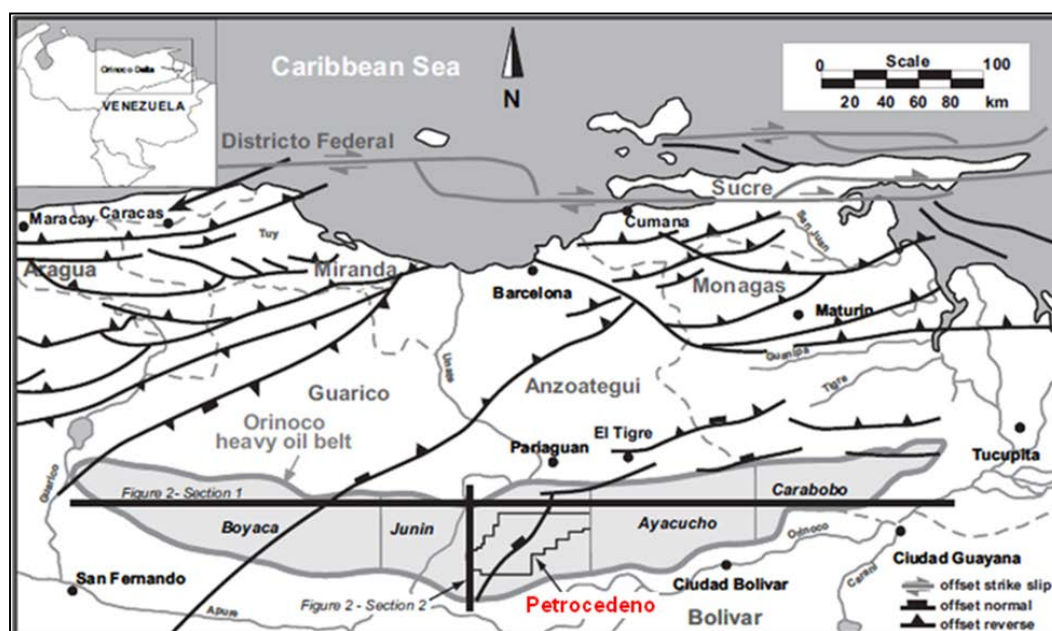 Orinoco Delta
VENEZUELA
Caribbean Sea
N
0 Scale 100
20 40 60 80 km
Districto Federal
Sucre
Maracay
Caracas
Cumana
San Juan
Tuy
Aragua
Miranda
Barcelona
Monagas
Maturin
Guanipa
Unare
Tigre
Guarico
Anzoategui
Orinoco
heavy oil belt
Pariaguan
El Tigre
Tucupita
Guarico
Figure 2- Section 1
Carabobo
Boyaca
Junin
Ayacucho
Orinoco
San Fernando
Ciudad Guayana
Ciudad Bolivar
Caroni
Apure
Figure 2 - Section 2
Petrocedeno
Bolivar
offset strike slip
offset normal
offset reverse